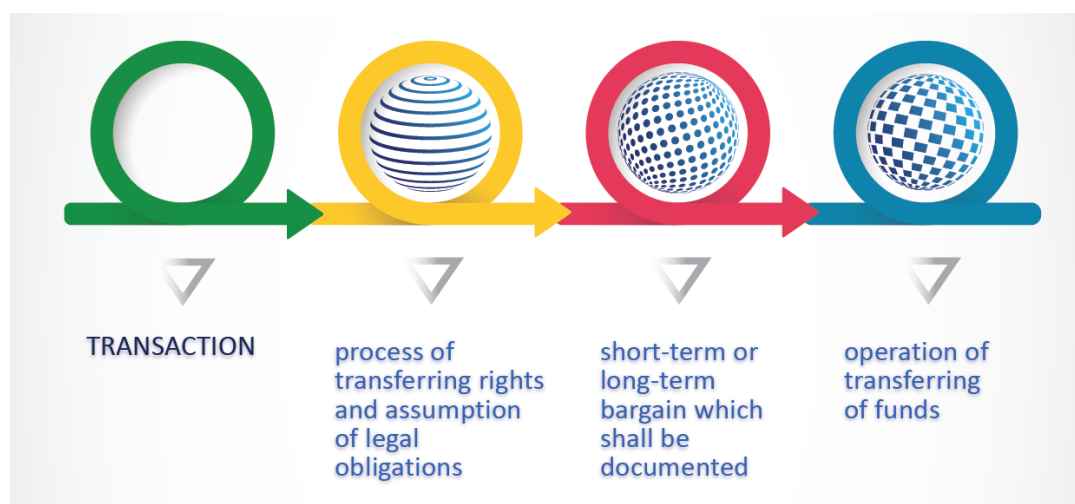 TRANSACTION
process of
transferring rights
and assumption
of legal
obligations
short-term or
long-term
bargain which
shall be
documented
operation of
transferring
of funds